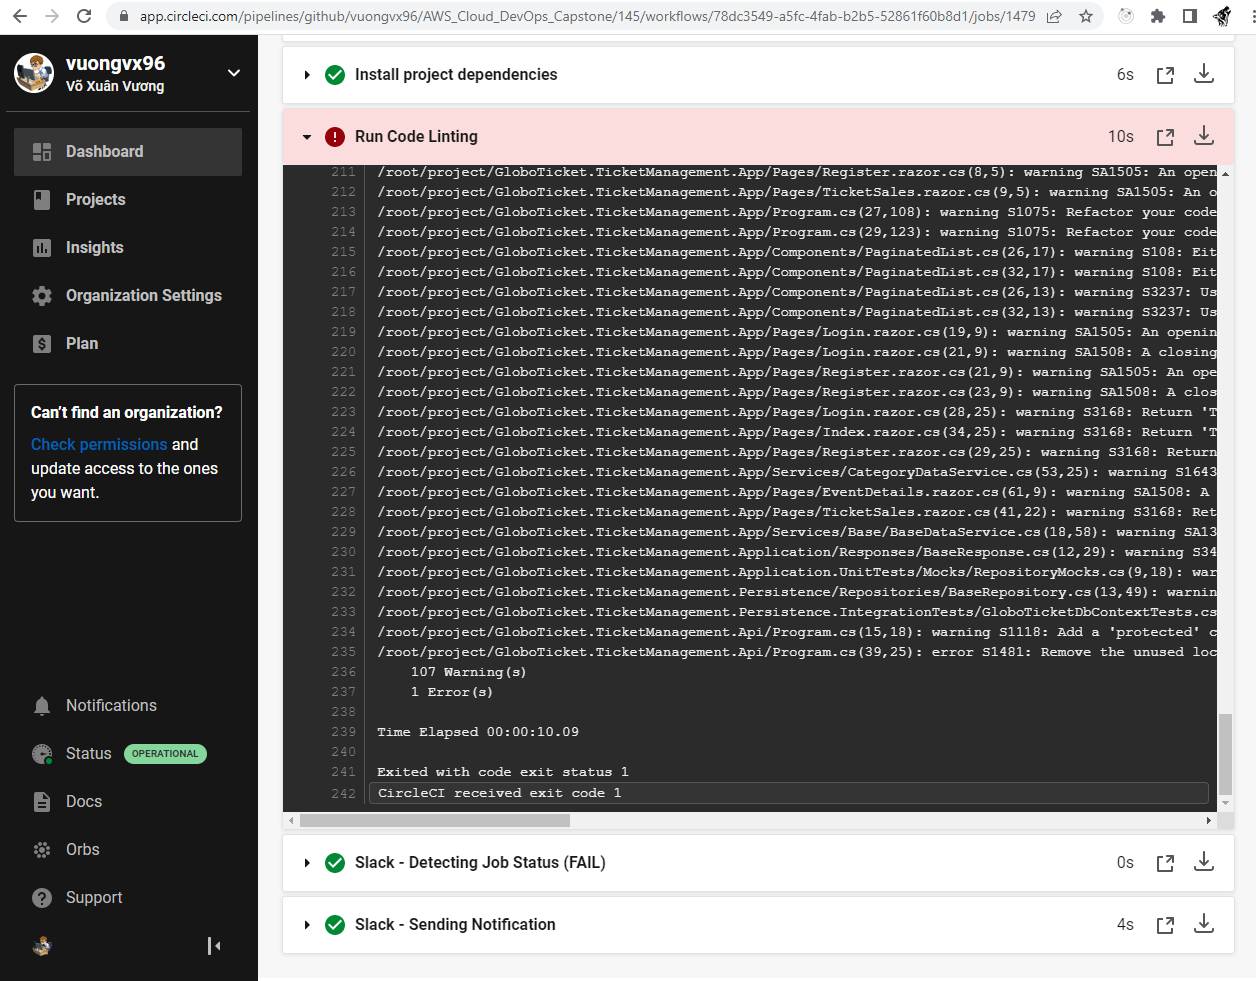 app.circleci.com/pipelines/github/vuongvx96/AWS_Cloud_DevOps_Capstone/145/workflows/78dc3549-a5fc-4fab-b2b5-52861f60b8d1/jobs/1479
vuongvx96
Võ Xuân Vương
Dashboard
Projects
Insights
Organization Settings
Plan
Can't find an organization?
Check permissions and
update access to the ones
you want.
Notifications
Status OPERATIONAL
Docs
Orbs
Support
Install project dependencies 6s
Run Code Linting 10s
211 /root/project/GloboTicket.TicketManagement.App/Pages/Register.razor.cs(8,5): warning SA1505: An open
212 /root/project/GloboTicket.TicketManagement.App/Pages/TicketSales.razor.cs(9,5): warning SA1505: An o
213 /root/project/GloboTicket.TicketManagement.App/Program.cs(27,108): warning S1075: Refactor your code
214 /root/project/GloboTicket.TicketManagement.App/Program.cs(29,123): warning S1075: Refactor your code
215 /root/project/GloboTicket.TicketManagement.App/Components/PaginatedList.cs(26,17): warning S108: Eit
216 /root/project/GloboTicket.TicketManagement.App/Components/PaginatedList.cs(32,17): warning S108: Eit
217 /root/project/GloboTicket.TicketManagement.App/Components/PaginatedList.cs(26,13): warning S3237: Us
218 /root/project/GloboTicket.TicketManagement.App/Components/PaginatedList.cs(32,13): warning S3237: Us
219 /root/project/GloboTicket.TicketManagement.App/Pages/Login.razor.cs(19,9): warning SA1505: An openin
220 /root/project/GloboTicket.TicketManagement.App/Pages/Login.razor.cs(21,9): warning SA1508: A closing
221 /root/project/GloboTicket.TicketManagement.App/Pages/Register.razor.cs(21,9): warning SA1505: An ope
222 /root/project/GloboTicket.TicketManagement.App/Pages/Register.razor.cs(23,9): warning SA1508: A clos
223 /root/project/GloboTicket.TicketManagement.App/Pages/Login.razor.cs(28,25): warning S3168: Return 'T
224 /root/project/GloboTicket.TicketManagement.App/Pages/Index.razor.cs(34,25): warning S3168: Return 'T
225 /root/project/GloboTicket.TicketManagement.App/Pages/Register.razor.cs(29,25): warning S3168: Return
226 /root/project/GloboTicket.TicketManagement.App/Services/CategoryDataService.cs(53,25): warning S1643
227 /root/project/GloboTicket.TicketManagement.App/Pages/EventDetails.razor.cs(61,9): warning SA1508: A
228 /root/project/GloboTicket.TicketManagement.App/Pages/TicketSales.razor.cs(41,22): warning S3168: Ret
229 /root/project/GloboTicket.TicketManagement.App/Services/Base/BaseDataService.cs(18,58): warning SA13
230 /root/project/GloboTicket.TicketManagement.Application/Responses/BaseResponse.cs(12,29): warning S34
231 /root/project/GloboTicket.TicketManagement.Application.UnitTests/Mocks/RepositoryMocks.cs(9,18): war
232 /root/project/GloboTicket.TicketManagement.Persistence/Repositories/BaseRepository.cs(13,49): warnin
233 /root/project/GloboTicket.TicketManagement.Persistence.IntegrationTests/GloboTicketDbContextTests.cs
234 /root/project/GloboTicket.TicketManagement.Api/Program.cs(15,18): warning S1118: Add a 'protected' c
235 /root/project/GloboTicket.TicketManagement.Api/Program.cs(39,25): error S1481: Remove the unused loc
236 107 Warning(s)
237 1 Error(s)
238
239 Time Elapsed 00:00:10.09
240
241 Exited with code exit status 1
242 CircleCI received exit code 1
Slack - Detecting Job Status (FAIL) 0s
Slack - Sending Notification 4s